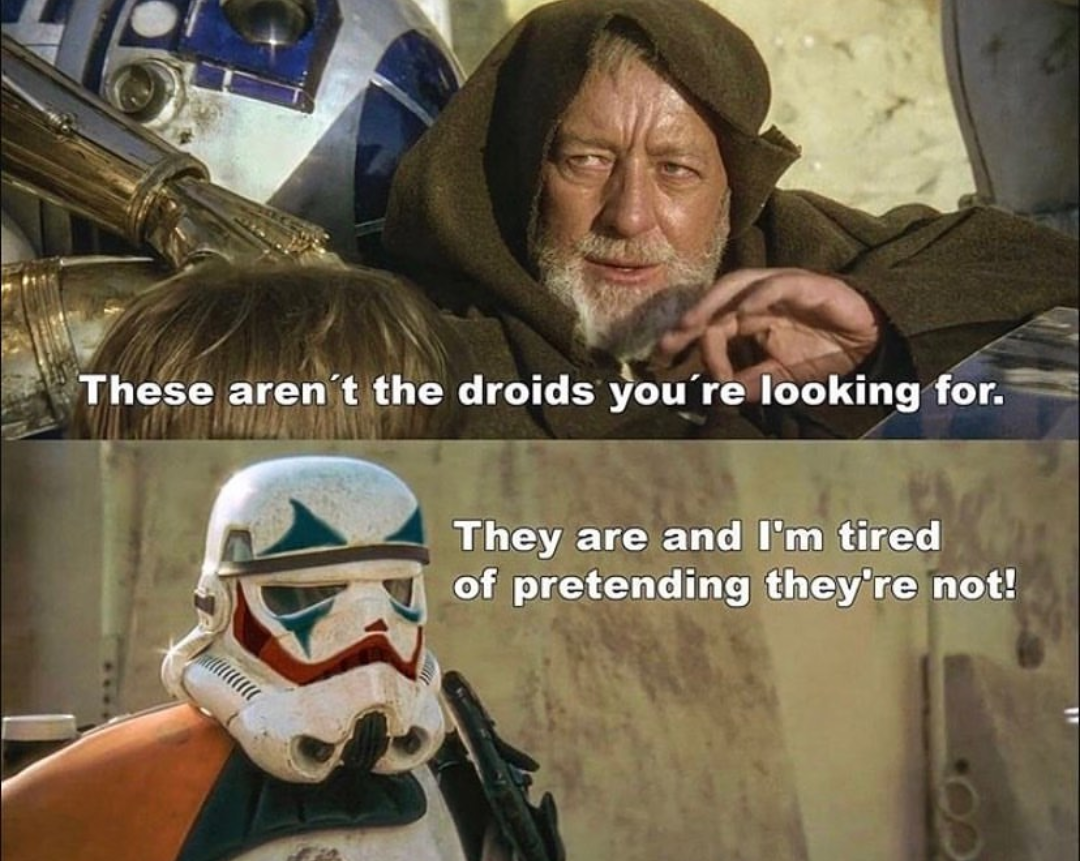 These aren´t the droids you´re looking for.
They are and I'm tired
of pretending they're not!